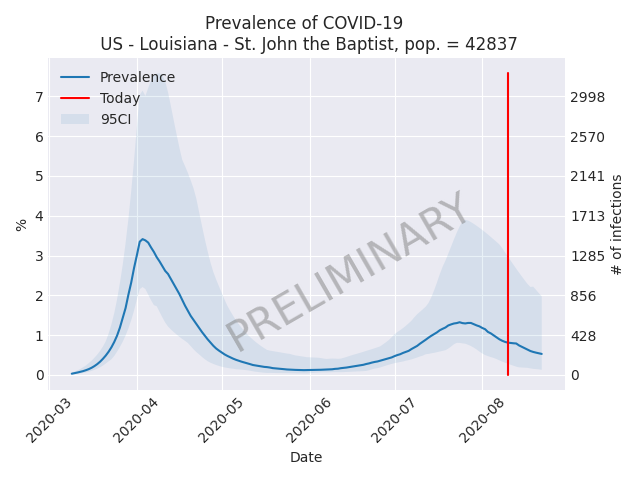 Prevalence of COVID-19
US - Louisiana - St. John the Baptist, pop. = 42837
Prevalence
Today
95CI
7
6
5
4
3
2
1
0
%
2998
2570
2141
1713
1285
856
428
0
# of infections
PRELIMINARY
2020-03
2020-04
2020-05
2020-06
2020-07
2020-08
Date